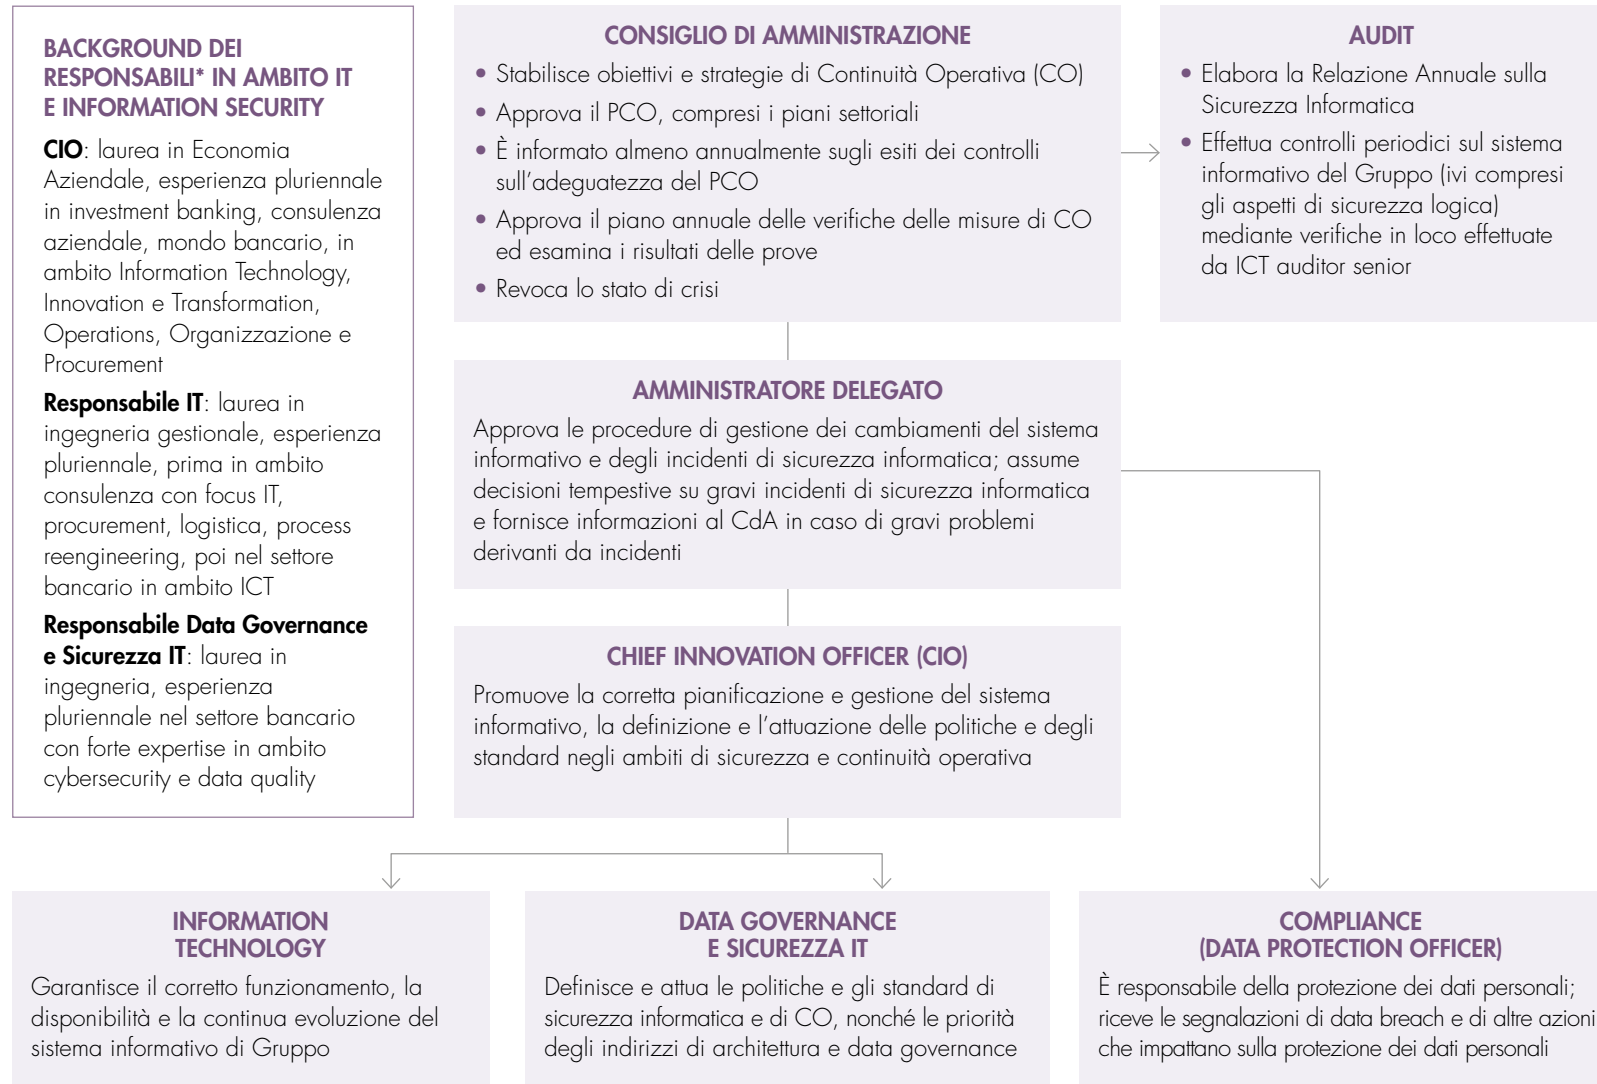 BACKGROUND DEI
RESPONSABILI* IN AMBITO IT
E INFORMATION SECURITY
CIO: laurea in Economia
Aziendale, esperienza pluriennale
in investment banking, consulenza
aziendale, mondo bancario, in
ambito Information Technology,
Innovation e Transformation,
Operations, Organizzazione e
Procurement
Responsabile IT: laurea in
ingegneria gestionale, esperienza
pluriennale, prima in ambito
consulenza con focus IT,
procurement, logistica, process
reengineering, poi nel settore
bancario in ambito ICT
Responsabile Data Governance
e Sicurezza IT: laurea in
ingegneria, esperienza
pluriennale nel settore bancario
con forte expertise in ambito
cybersecurity e data quality
CONSIGLIO DI AMMINISTRAZIONE
• Stabilisce obiettivi e strategie di Continuità Operativa (CO)
• Approva il PCO, compresi i piani settoriali
• È informato almeno annualmente sugli esiti dei controlli
sull'adeguatezza del PCO
• Approva il piano annuale delle verifiche delle misure di CO
ed esamina i risultati delle prove
• Revoca lo stato di crisi
AUDIT
• Elabora la Relazione Annuale sulla
Sicurezza Informatica
• Effettua controlli periodici sul sistema
informativo del Gruppo (ivi compresi
gli aspetti di sicurezza logica)
mediante verifiche in loco effettuate
da ICT auditor senior
AMMINISTRATORE DELEGATO
Approva le procedure di gestione dei cambiamenti del sistema
informativo e degli incidenti di sicurezza informatica; assume
decisioni tempestive su gravi incidenti di sicurezza informatica
e fornisce informazioni al CdA in caso di gravi problemi
derivanti da incidenti
CHIEF INNOVATION OFFICER (CIO)
Promuove la corretta pianificazione e gestione del sistema
informativo, la definizione e l'attuazione delle politiche e degli
standard negli ambiti di sicurezza e continuità operativa
INFORMATION
TECHNOLOGY
Garantisce il corretto funzionamento, la
disponibilità e la continua evoluzione del
sistema informativo di Gruppo
DATA GOVERNANCE
E SICUREZZA IT
Definisce e attua le politiche e gli standard di
sicurezza informatica e di CO, nonché le priorità
degli indirizzi di architettura e data governance
COMPLIANCE
(DATA PROTECTION OFFICER)
È responsabile della protezione dei dati personali;
riceve le segnalazioni di data breach e di altre azioni
che impattano sulla protezione dei dati personali